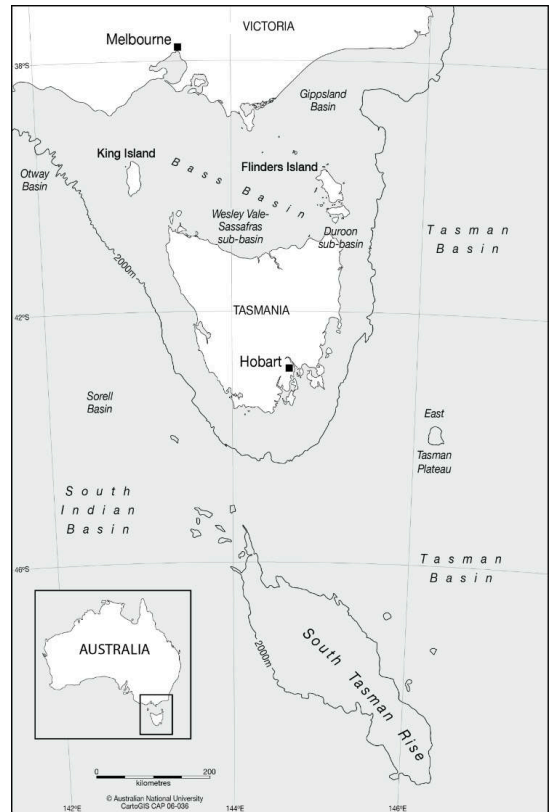 VICTORIA
Melbourne
38°S
Gippsland
Basin
King Island
Bass Basin
Flinders Island
Otway
Basin
Wesley Vale-
Sassafras
sub-basin
Duroon
sub-basin
Tasman
Basin
2000m
42°S
TASMANIA
Hobart
Sorell
Basin
East
Tasman
Plateau
South
Indian
Basin
Tasman
Basin
46°S
South Tasman Rise
2000m
AUSTRALIA
0 200
kilometres
© Australian National University
CartoGIS CAP 06-036
142°E
144°E
146°E